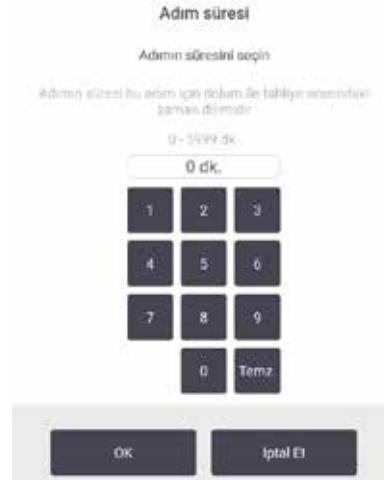 Adım süresi
Adımın süresini seçin
Adımın süresi bu adım için dolum ile tahliye arasındaki
zaman dilimidir
0 - 5999 dk
0 dk.
1 2 3
4 5 6
7 8 9
0 Temz
OK İptal Et